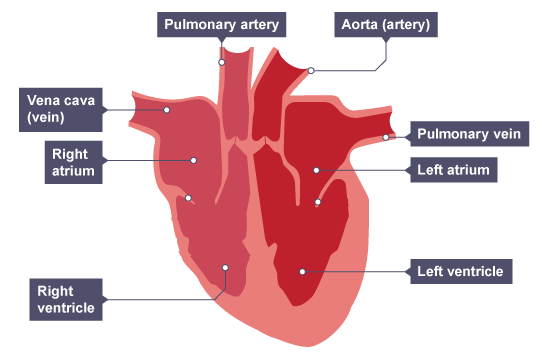 Pulmonary artery
Aorta (artery)
Vena cava
(vein)
Pulmonary vein
Right
atrium
Left atrium
Left ventricle
Right
ventricle